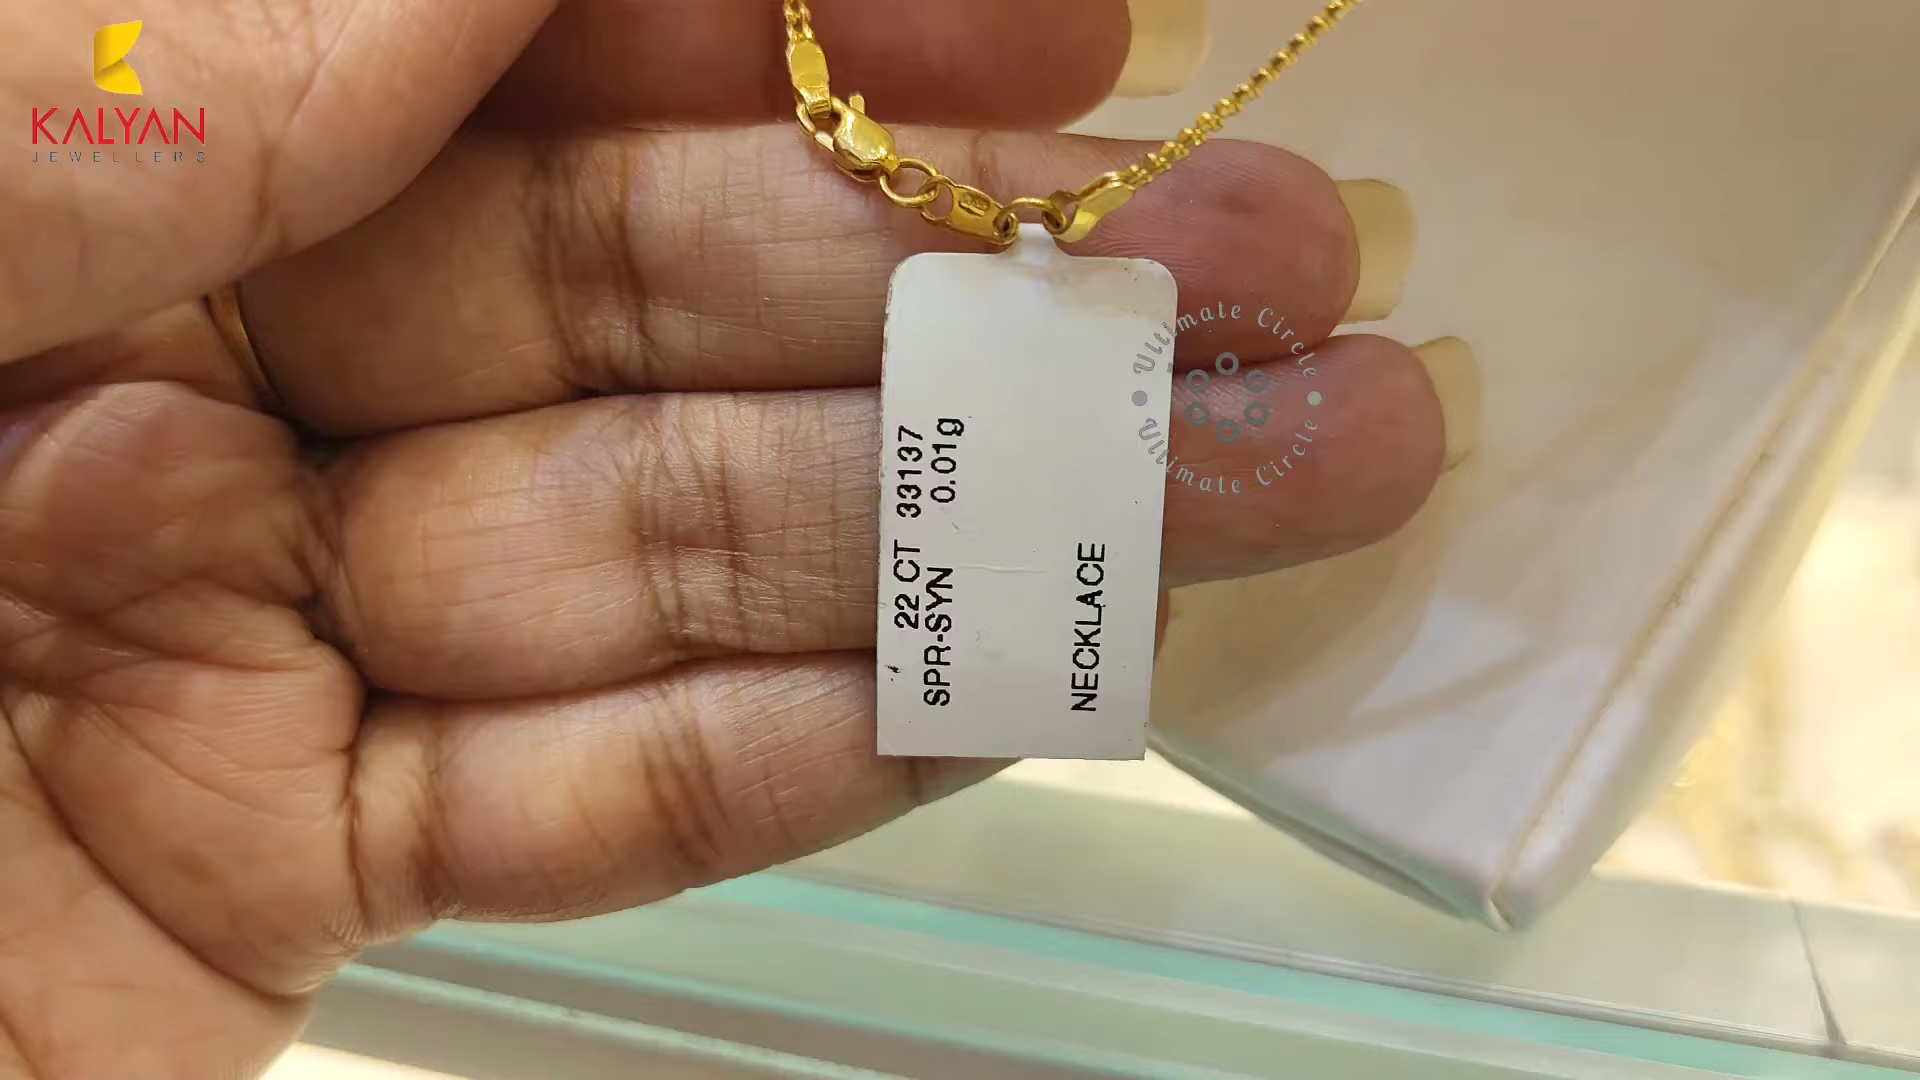 KALYAN
JEWELLERS
22 CT 33137
SPR-SYN 0.01g
NECKLACE
Ultimate Circle
Ultimate Circle